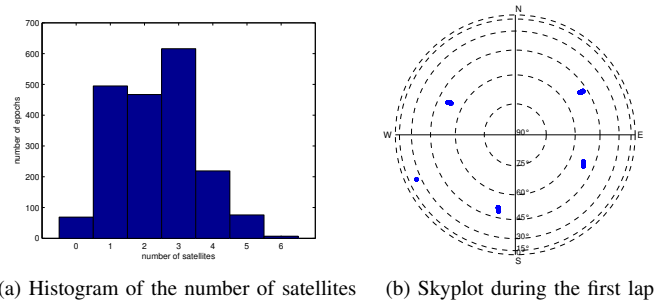 700
600
500
400
300
200
100
0
number of epochs
0 1 2 3 4 5 6
number of satellites
N
W
E
S
90°
75°
60°
45°
30°
15°
(a) Histogram of the number of satellites
(b) Skyplot during the first lap